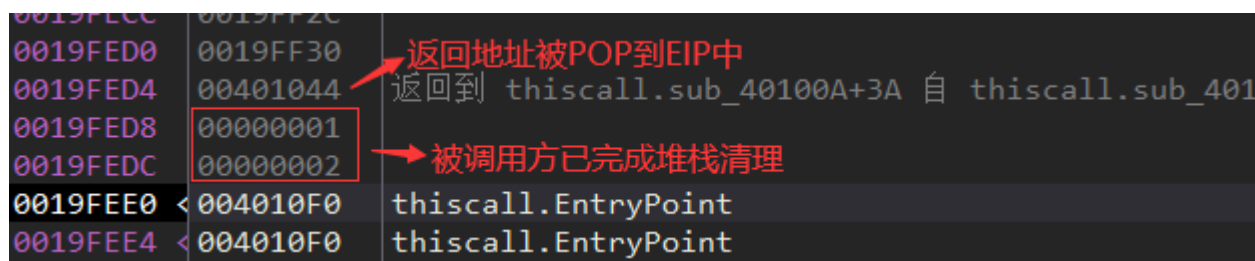 0019FECC 0019FF2C
0019FED0 0019FF30 返回地址被POP到EIP中
0019FED4 00401044 返回到 thiscall.sub_40100A+3A 自 thiscall.sub_401
0019FED8 00000001
0019FEDC 00000002 被调用方已完成堆栈清理
0019FEE0 < 004010F0 thiscall.EntryPoint
0019FEE4 < 004010F0 thiscall.EntryPoint